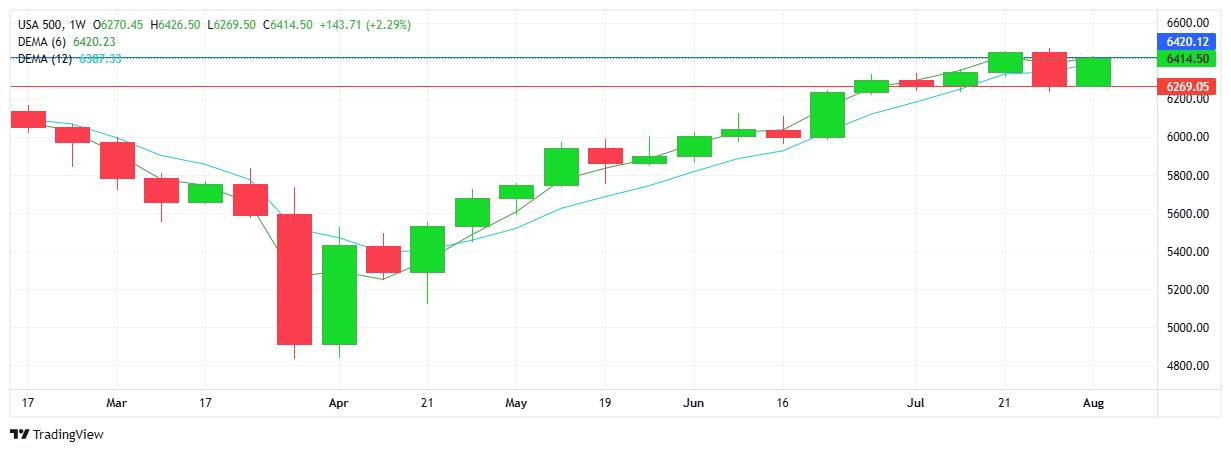 USA 500, 1W O6270.45 H6426.50 L6269.50 C6414.50 +143.71 (+2.29%)
DEMA (6) 6420.23
DEMA (12) 6387.33
6600.00
6420.12
6414.50
6269.05
6200.00
6000.00
5800.00
5600.00
5400.00
5200.00
5000.00
4800.00
17 Mar 17 Apr 21 May 19 Jun 16 Jul 21 Aug
TradingView